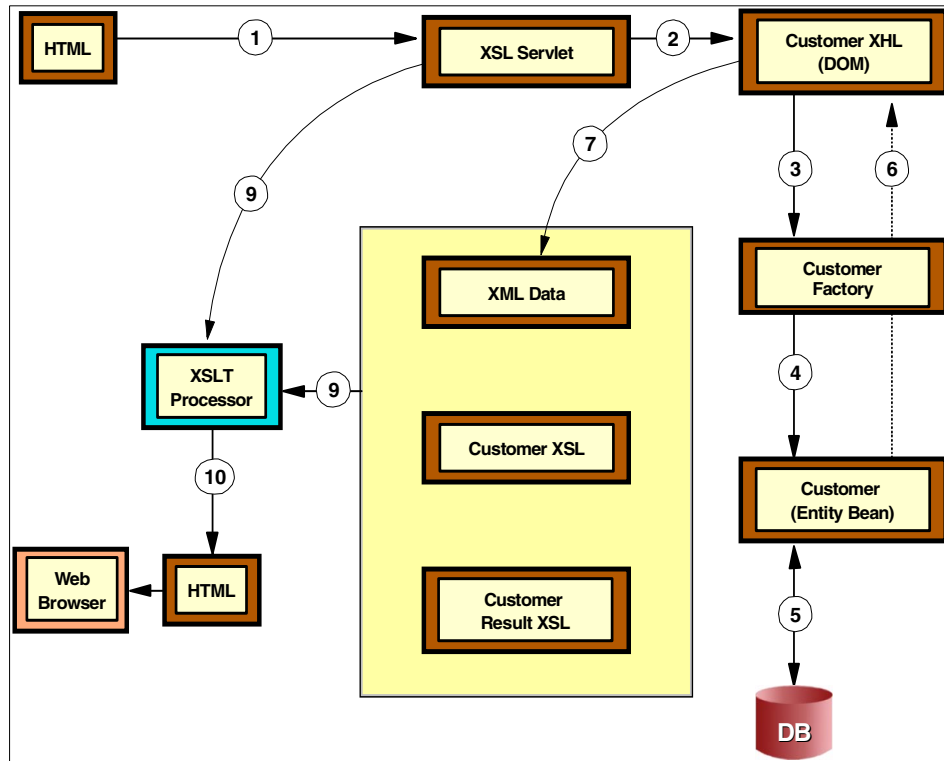 HTML
1
XSL Servlet
2
Customer XHL
(DOM)
9
7
3
6
XML Data
Customer
Factory
XSLT
Processor
9
4
Customer XSL
10
Customer
(Entity Bean)
Web
Browser
HTML
Customer
Result XSL
5
DB